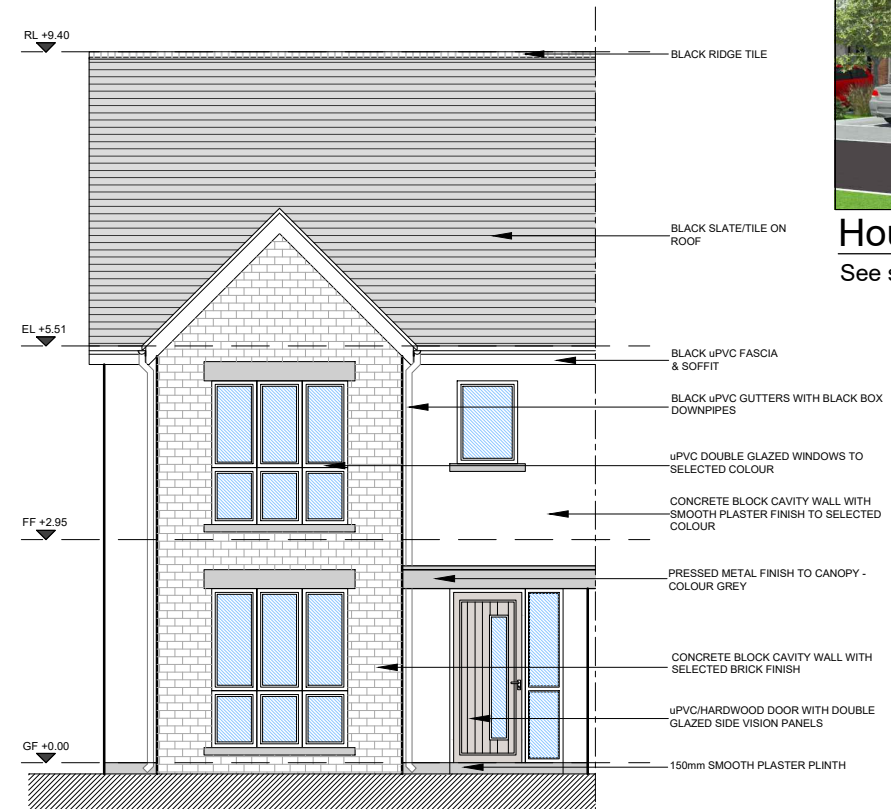 RL +9.40
BLACK RIDGE TILE
BLACK SLATE/TILE ON
ROOF
Hou
See s
EL +5.51
BLACK uPVC FASCIA
& SOFFIT
BLACK uPVC GUTTERS WITH BLACK BOX
DOWNPIPES
uPVC DOUBLE GLAZED WINDOWS TO
SELECTED COLOUR
CONCRETE BLOCK CAVITY WALL WITH
SMOOTH PLASTER FINISH TO SELECTED
COLOUR
FF +2.95
PRESSED METAL FINISH TO CANOPY -
COLOUR GREY
CONCRETE BLOCK CAVITY WALL WITH
SELECTED BRICK FINISH
uPVC/HARDWOOD DOOR WITH DOUBLE
GLAZED SIDE VISION PANELS
GF +0.00
150mm SMOOTH PLASTER PLINTH